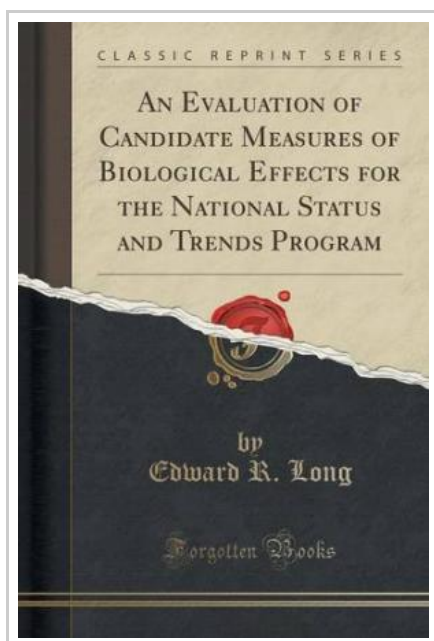 CLASSIC REPRINT SERIES
AN EVALUATION OF
CANDIDATE MEASURES OF
BIOLOGICAL EFFECTS FOR
THE NATIONAL STATUS
AND TRENDS PROGRAM
by
Edward R. Long
Forgotten Books